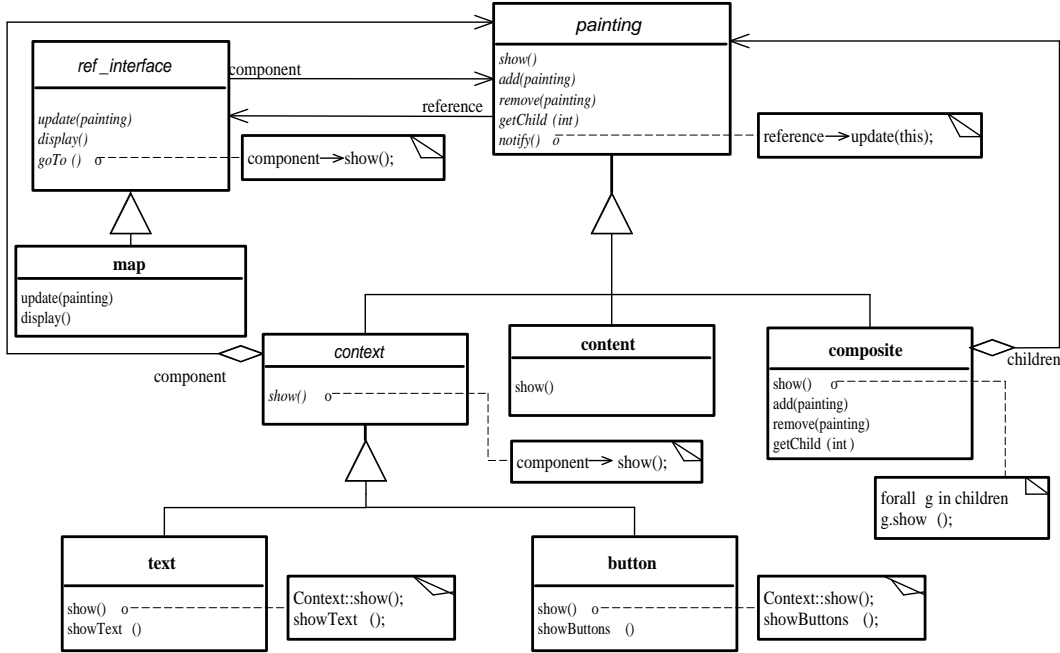 painting
show()
add(painting)
remove(painting)
getChild (int)
notify() o
ref_interface
update(painting)
display()
goTo () o
component
reference
component→show();
reference→update(this);
map
update(painting)
display()
context
show() o
component
content
show()
composite
show() o
add(painting)
remove(painting)
getChild (int)
children
component→ show();
forall g in children
g.show ();
text
show() o
showText ()
Context::show();
showText ();
button
show() o
showButtons ()
Context::show();
showButtons ();